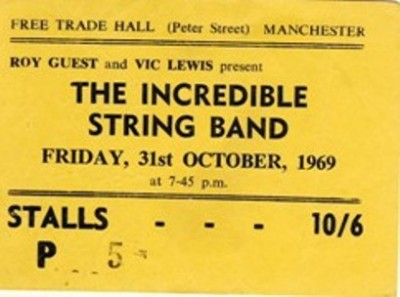 FREE TRADE HALL (Peter Street) MANCHESTER
ROY GUEST and VIC LEWIS present
THE INCREDIBLE
STRING BAND
FRIDAY, 31st OCTOBER, 1969
at 7-45 p.m.
STALLS - - - 10/6
P 5